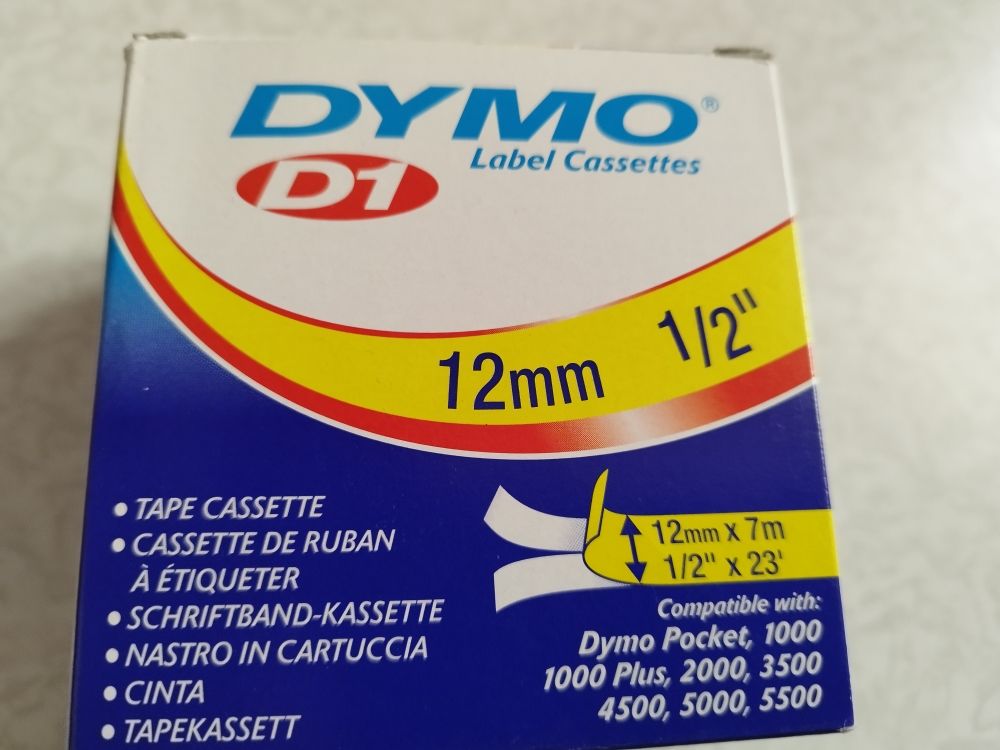 DYMO®
Label Cassettes
D1
12mm 1/2"
• TAPE CASSETTE
• CASSETTE DE RUBAN
À ÉTIQUETER
• SCHRIFTBAND-KASSETTE
• NASTRO IN CARTUCCIA
• CINTA
• TAPEKASSETT
12mm x 7m
1/2" x 23'
Compatible with:
Dymo Pocket, 1000
1000 Plus, 2000, 3500
4500, 5000, 5500